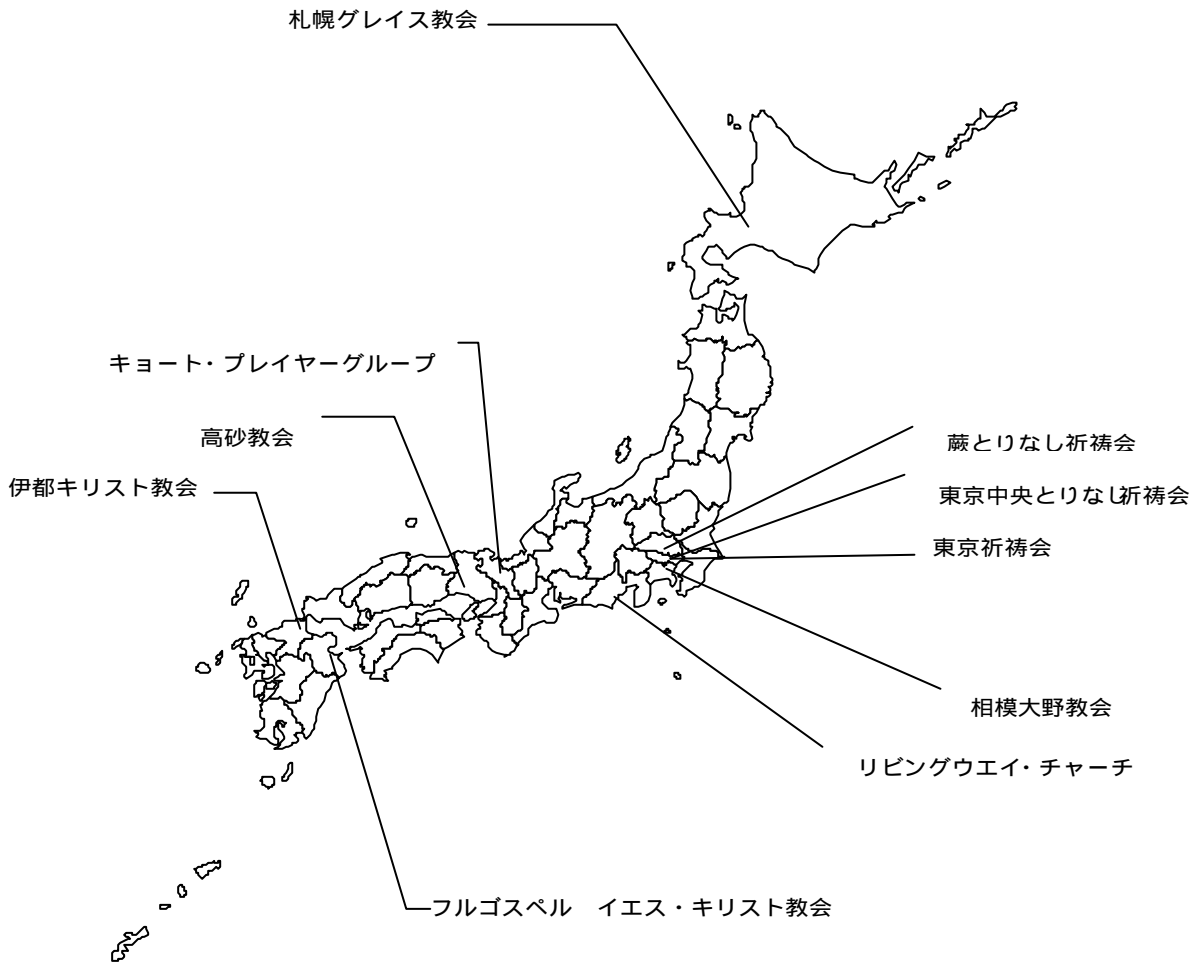 札幌グレイス教会
キョート・プレイヤーグループ
高砂教会
蕨とりなし祈祷会
伊都キリスト教会
東京中央とりなし祈祷会
東京祈祷会
相模大野教会
リビングウエイ・チャーチ
フルゴスペル　イエス・キリスト教会